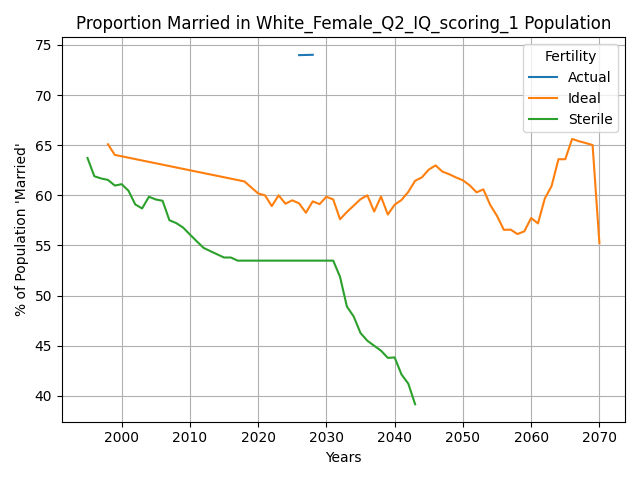 Proportion Married in White_Female_Q2_IQ_scoring_1 Population
% of Population 'Married'
75
70
65
60
55
50
45
40
Fertility
Actual
Ideal
Sterile
2000 2010 2020 2030 2040 2050 2060 2070
Years